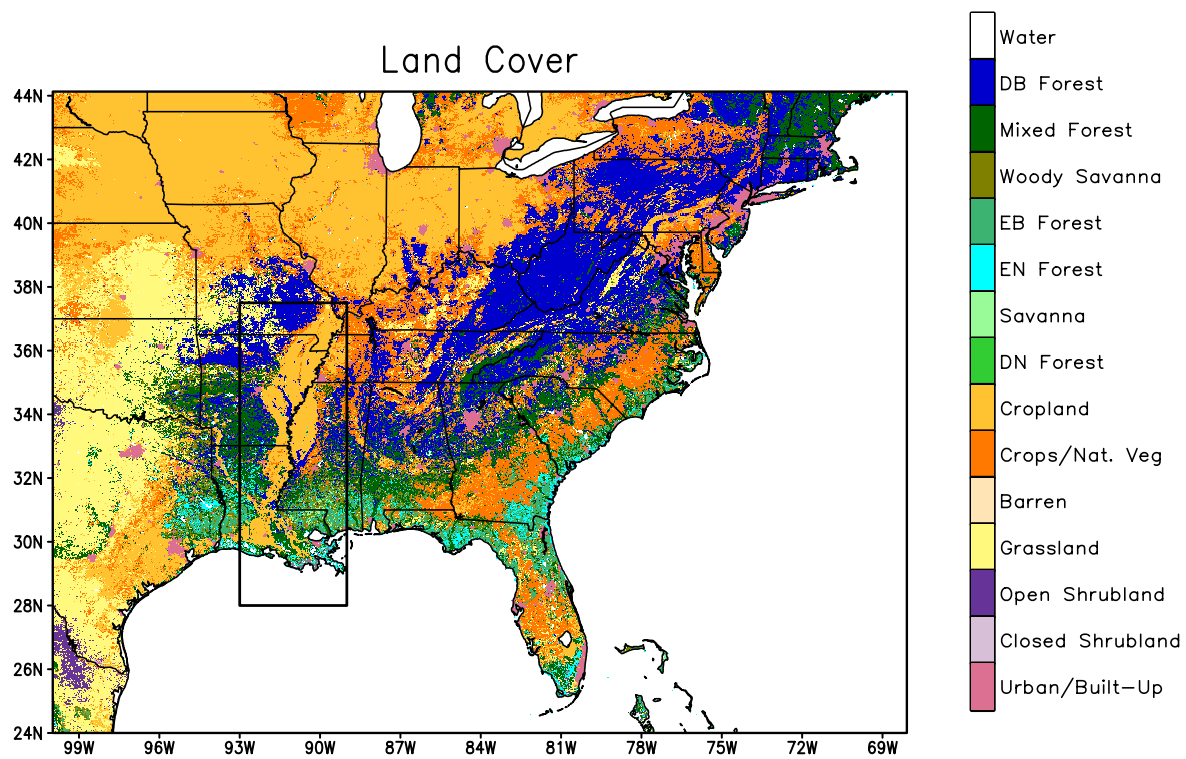 Land Cover
44N
42N
40N
38N
36N
34N
32N
30N
28N
26N
24N
99W 96W 93W 90W 87W 84W 81W 78W 75W 72W 69W
Water
DB Forest
Mixed Forest
Woody Savanna
EB Forest
EN Forest
Savanna
DN Forest
Cropland
Crops/Nat. Veg
Barren
Grassland
Open Shrubland
Closed Shrubland
Urban/Built-Up